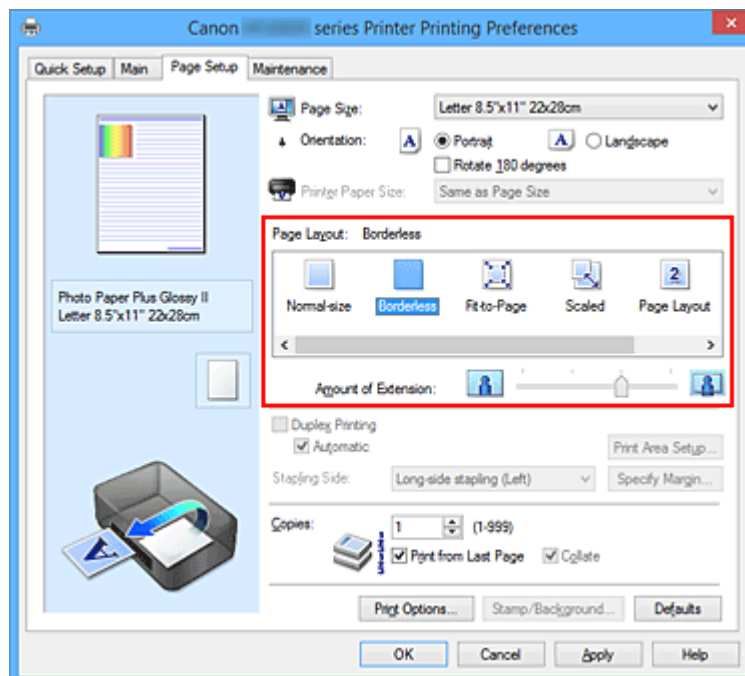 Canon series Printer Printing Preferences
Quick Setup Main Page Setup Maintenance
Page Size: Letter 8.5"x11" 22x28cm
Orientation: A Portrait A Landscape
Rotate 180 degrees
Printer Paper Size: Same as Page Size
Page Layout: Borderless
Normal-size Borderless Fit-to-Page Scaled 2 Page Layout
Photo Paper Plus Glossy II
Letter 8.5"x11" 22x28cm
Amount of Extension:
Duplex Printing
Automatic
Print Area Setup...
Stapling Side: Long-side stapling (Left) Specify Margin...
Copies: 1 (1-999)
Print from Last Page Collate
A
Print Options... Stamp/Background... Defaults
OK Cancel Apply Help